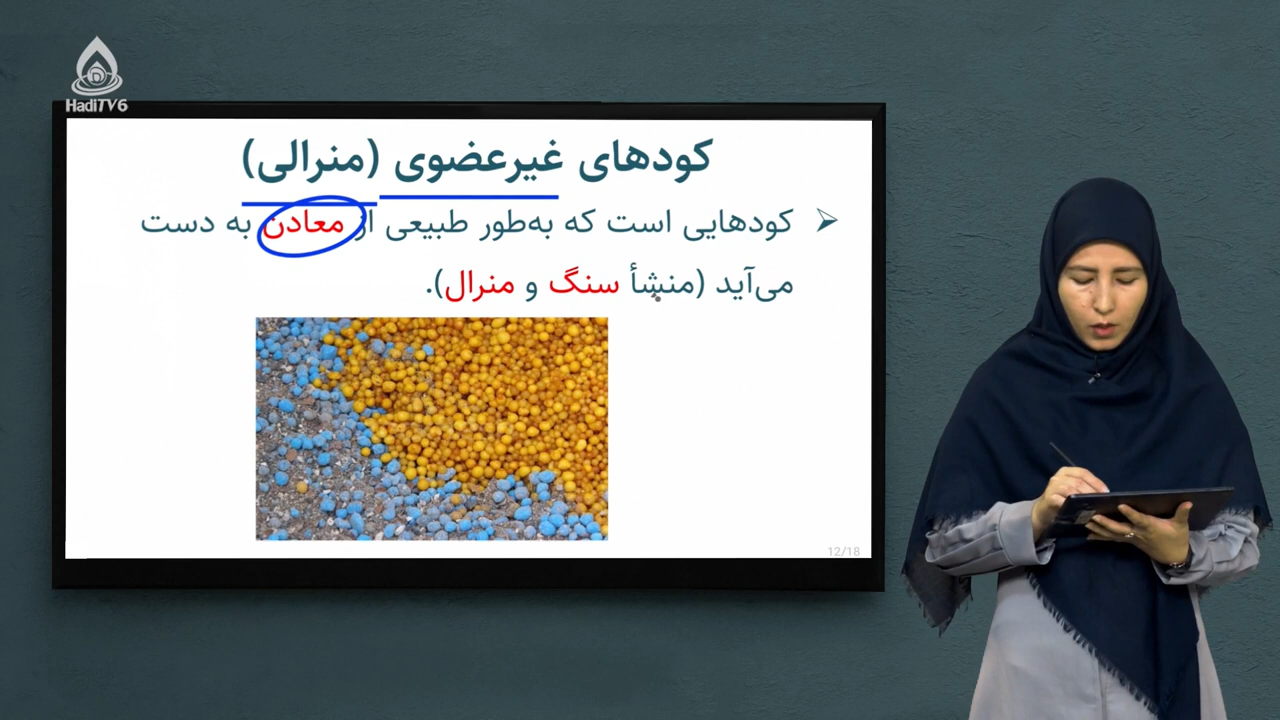 HadiTV6
کودهای غیرعضوی (منرالی)
کودهایی است که به‌طور طبیعی از معادن به دست
می‌آید (منشأ سنگ و منرال).
12/18